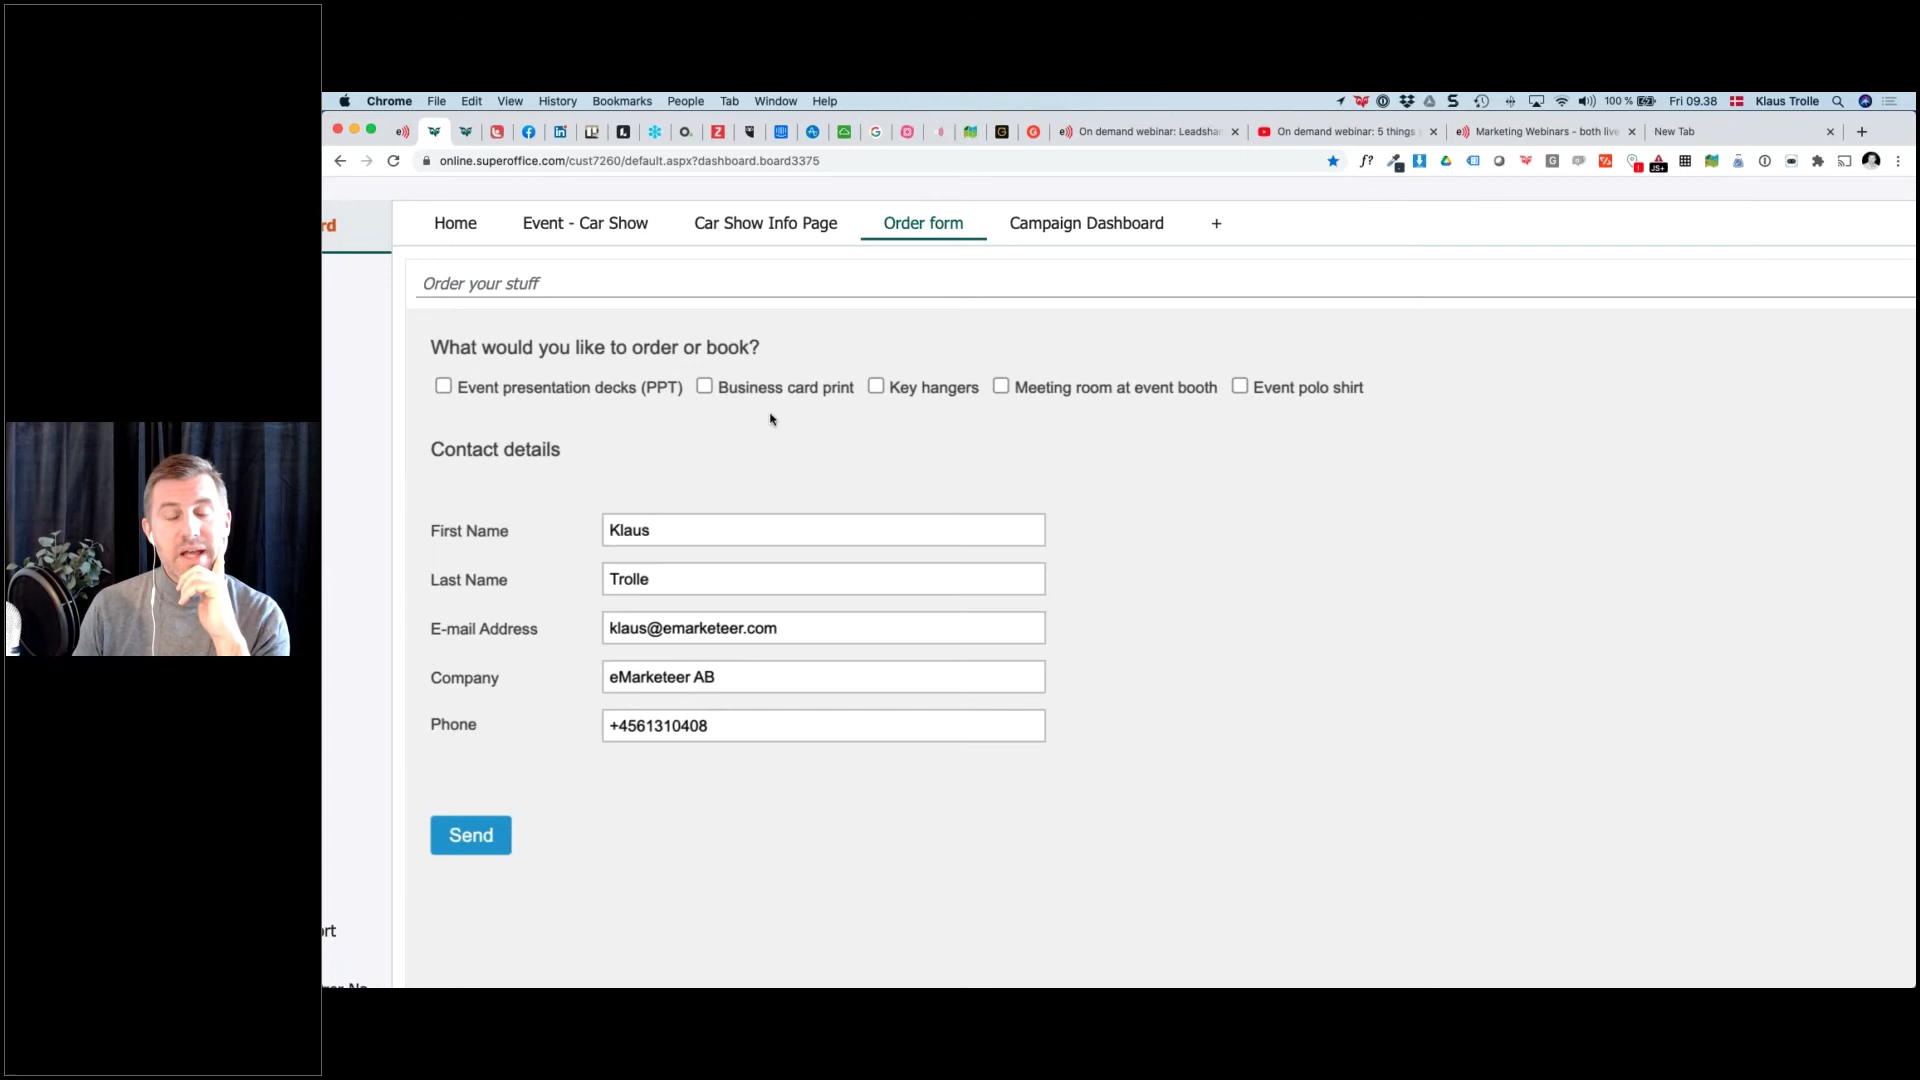 Chrome File Edit View History Bookmarks People Tab Window Help 100 % Fri 09.38 Klaus Trolle
On demand webinar: Leadsha On demand webinar: 5 things Marketing Webinars - both live New Tab
online.superoffice.com/cust7260/default.aspx?dashboard.board3375
rd Home Event - Car Show Car Show Info Page Order form Campaign Dashboard +
Order your stuff
What would you like to order or book?
Event presentation decks (PPT) Business card print Key hangers Meeting room at event booth Event polo shirt
Contact details
First Name Klaus
Last Name Trolle
E-mail Address klaus@emarketeer.com
Company eMarketeer AB
Phone +4561310408
Send
ort